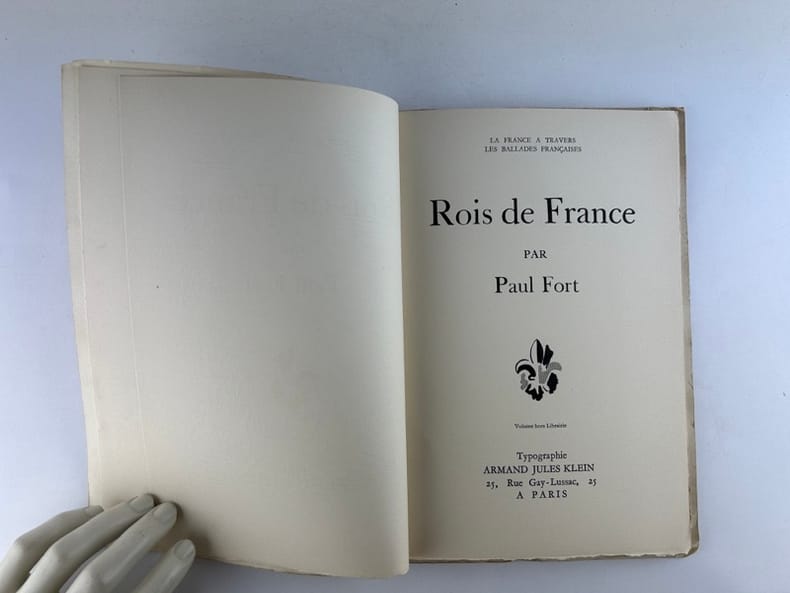 LA FRANCE A TRAVERS
LES BALLADES FRANÇAISES
Rois de France
PAR
Paul Fort
Volume hors Librairie
Typographie
ARMAND JULES KLEIN
25, Rue Gay-Lussac, 25
A PARIS